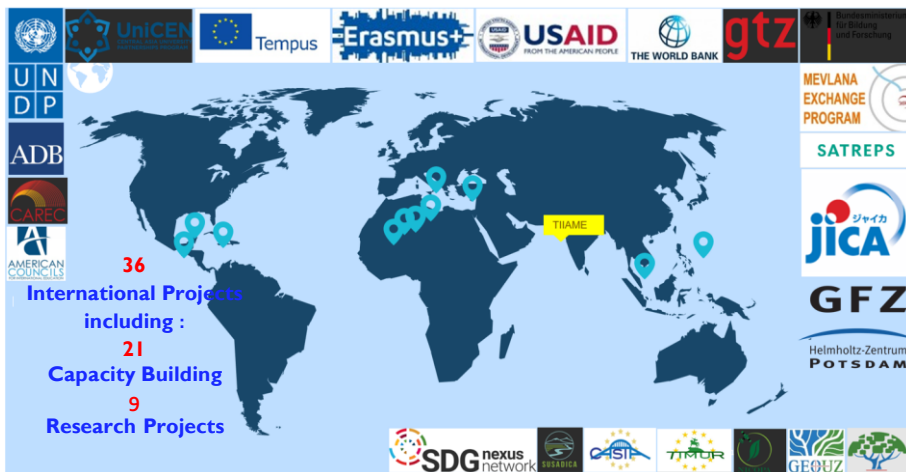 UniCEN
Tempus
Erasmus+
USAID
FROM THE AMERICAN PEOPLE
THE WORLD BANK
gtz
Bundesministerium
für Bildung
und Forschung
UN
DP
MEVLANA
EXCHANGE
PROGRAM
ADB
SATREPS
CAREC
ジャイカ
jICA
AMERICAN
COUNCILS
TIIAME
36
International Projects
including :
21
Capacity Building
9
Research Projects
GFZ
Helmholtz-Zentrum
POTSDAM
SDG nexus
network
SUSADICA
CASIA
TIMUR
GEOUZ